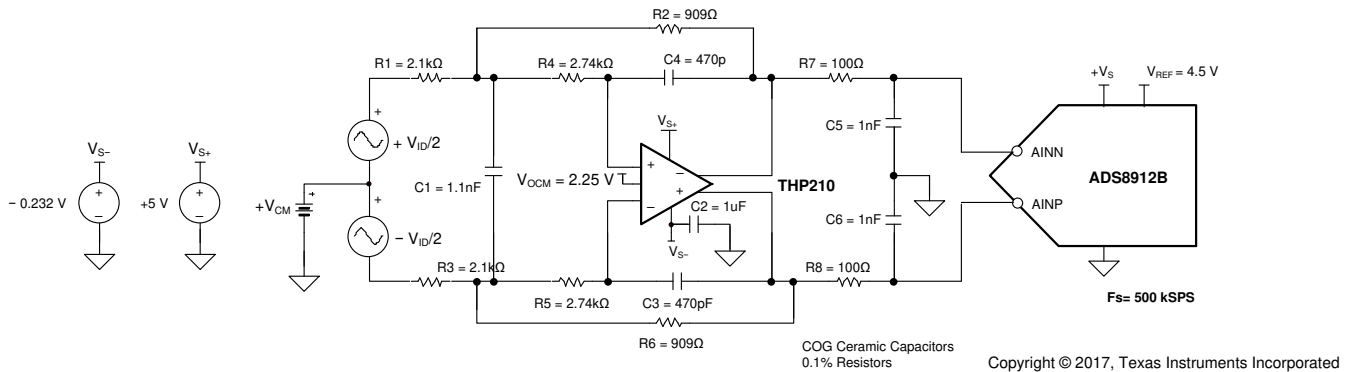 R2 = 909Ω
R1 = 2.1kΩ
R4 = 2.74kΩ
C4 = 470p
R7 = 100Ω
+VS
VREF = 4.5 V
+
+ VID/2
C1 = 1.1nF
VS+
VOCM = 2.25 V
+
−
−
+
THP210
C2 = 1uF
VS−
C5 = 1nF
C6 = 1nF
AINN
AINP
ADS8912B
VS−
− 0.232 V
+
−
VS+
+5 V
+
−
+VCM
+
+
− VID/2
R3 = 2.1kΩ
R5 = 2.74kΩ
C3 = 470pF
R8 = 100Ω
R6 = 909Ω
Fs= 500 kSPS
COG Ceramic Capacitors
0.1% Resistors
Copyright © 2017, Texas Instruments Incorporated